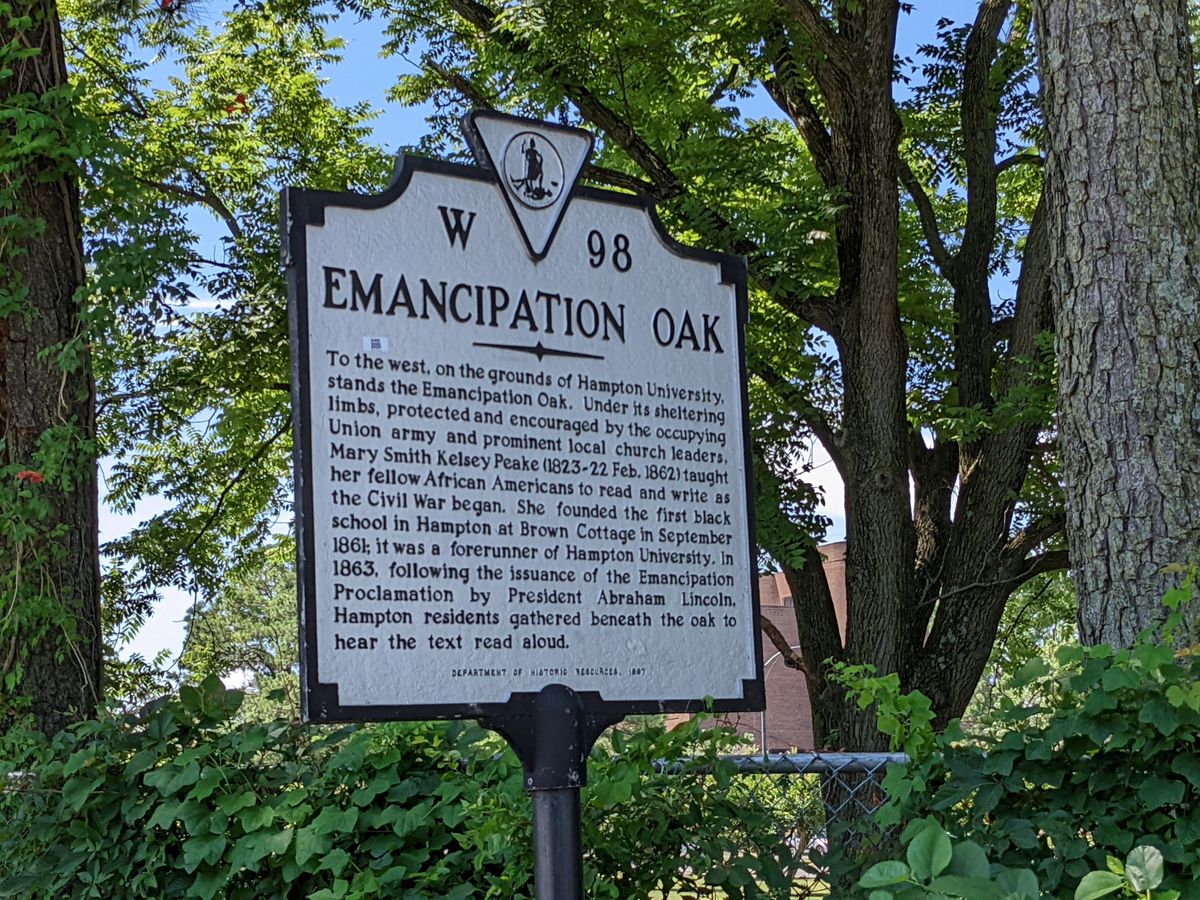 W 98
EMANCIPATION OAK
To the west, on the grounds of Hampton University,
stands the Emancipation Oak. Under its sheltering
limbs, protected and encouraged by the occupying
Union army and prominent local church leaders,
Mary Smith Kelsey Peake (1823-22 Feb. 1862) taught
her fellow African Americans to read and write as
the Civil War began. She founded the first black
school in Hampton at Brown Cottage in September
1861; it was a forerunner of Hampton University. In
1863, following the issuance of the Emancipation
Proclamation by President Abraham Lincoln,
Hampton residents gathered beneath the oak to
hear the text read aloud.
DEPARTMENT OF HISTORIC RESOURCES, 1997